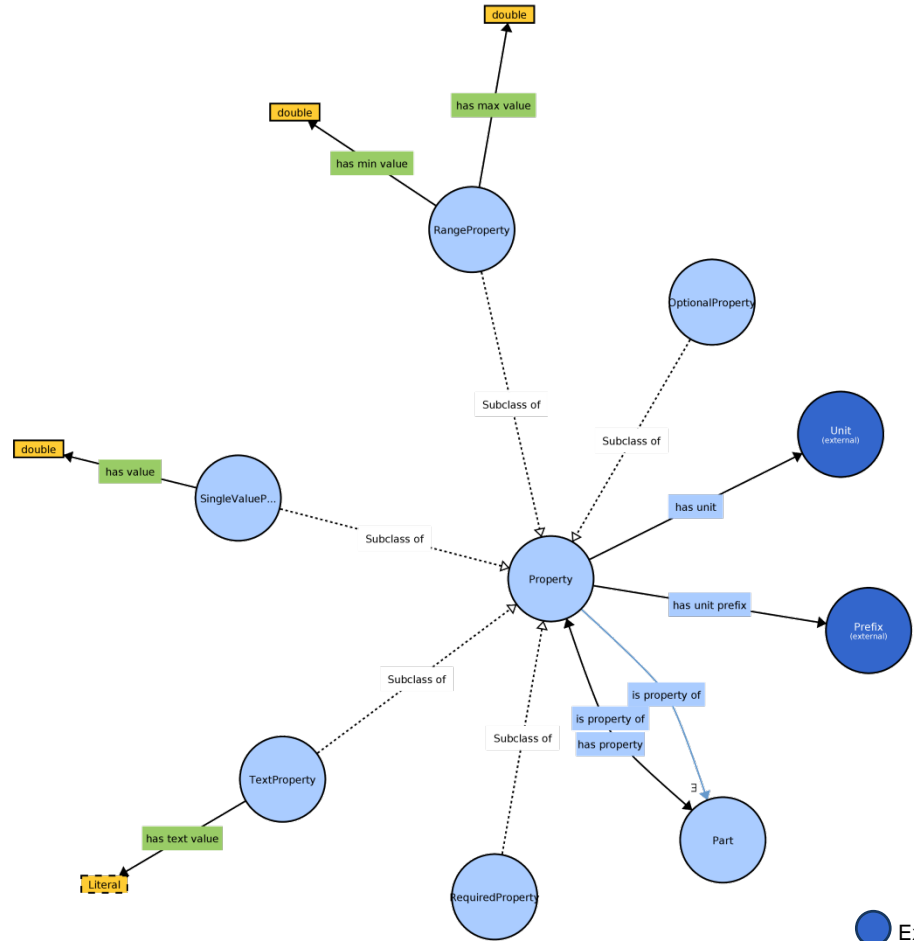 double
double
has max value
has min value
RangeProperty
OptionalProperty
Subclass of
Unit
(external)
Subclass of
double
has value
SingleValueP...
has unit
Subclass of
Property
has unit prefix
Prefix
(external)
Subclass of
is property of
is property of
Subclass of
has property
TextProperty
∃
has text value
Part
Literal
RequiredProperty